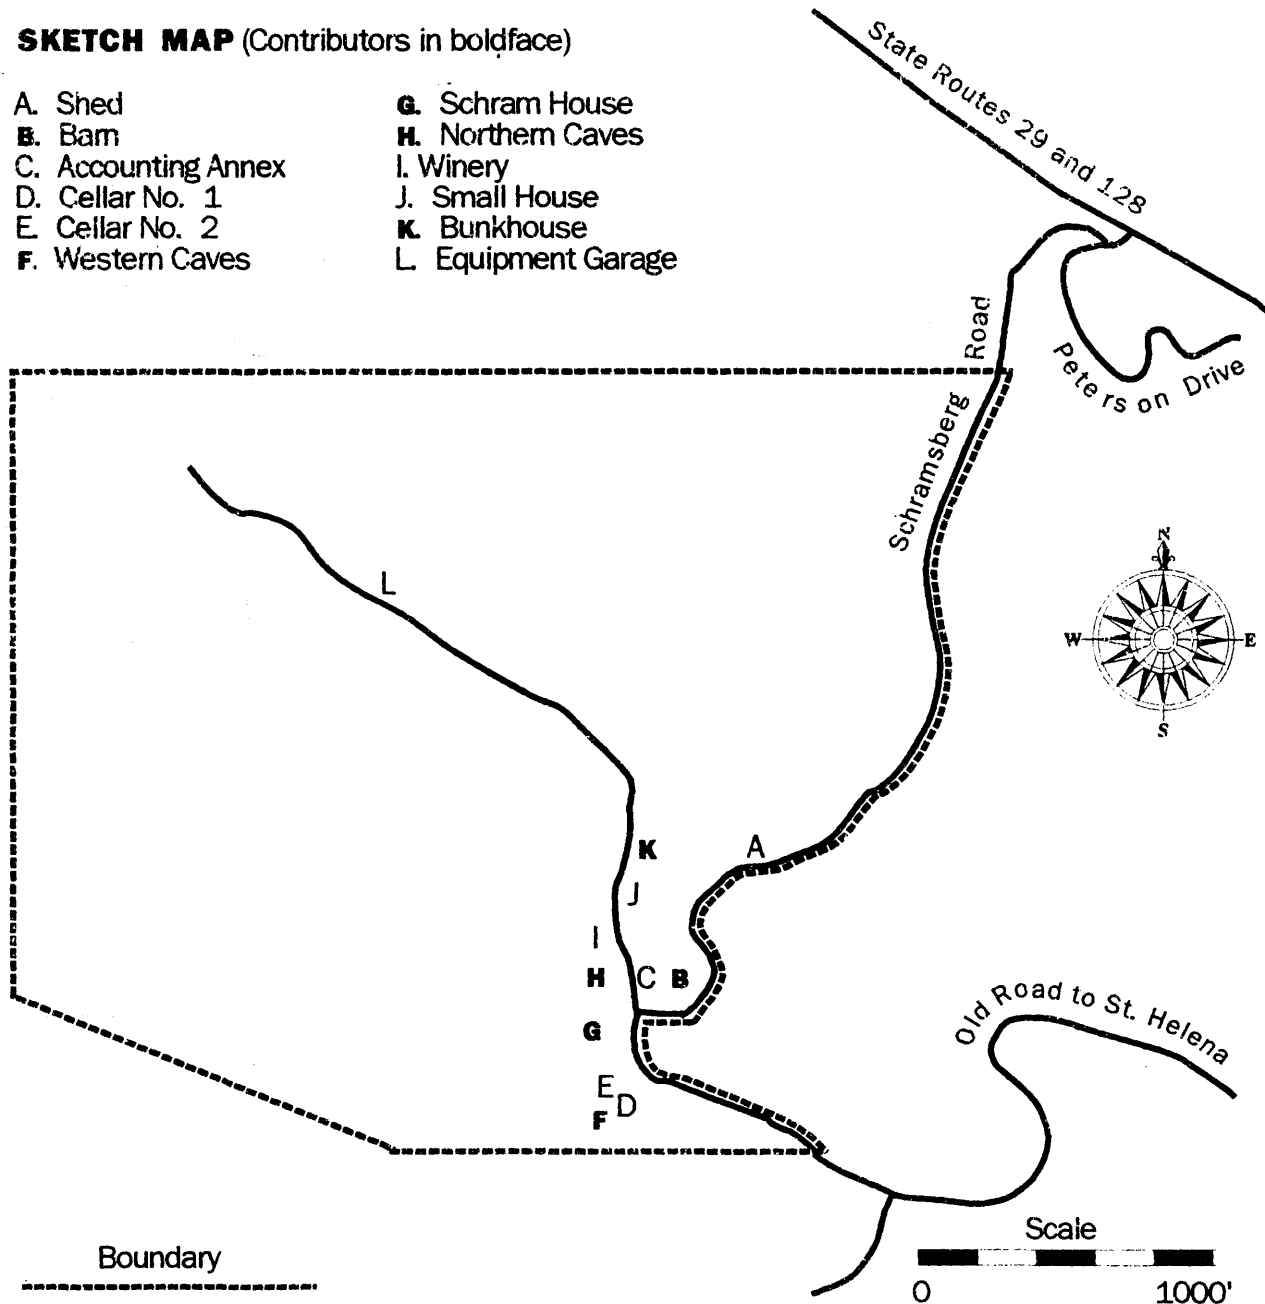 SKETCH MAP (Contributors in boldface)
A. Shed
B. Barn
C. Accounting Annex
D. Cellar No. 1
E. Cellar No. 2
F. Western Caves
G. Schram House
H. Northern Caves
I. Winery
J. Small House
K. Bunkhouse
L. Equipment Garage
State Routes 29 and 128
Schramsberg Road
Peterson Drive
N
W
E
S
L
K
A
J
I
H
C
B
G
E
D
F
Old Road to St. Helena
Boundary
Scale
0
1000'